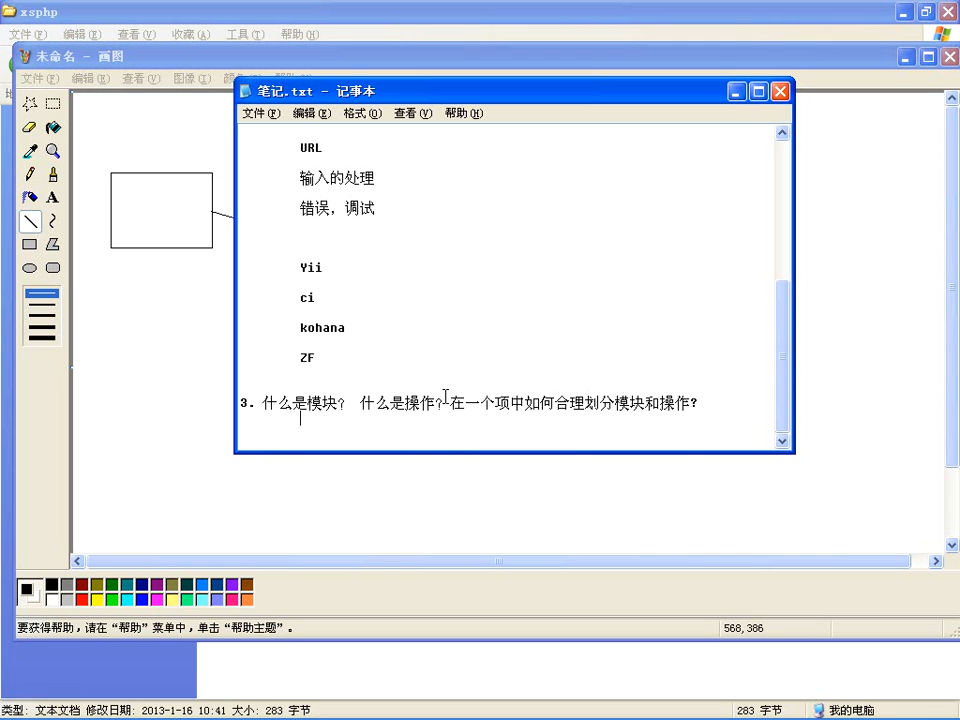 xsphp
文件(F) 编辑(E) 查看(V) 收藏(A) 工具(T) 帮助(H)
未命名 - 画图
文件(F) 编辑(E) 查看(V) 图像(I)
笔记.txt - 记事本
文件(F) 编辑(E) 格式(O) 查看(V) 帮助(H)
URL
输入的处理
错误，调试
Yii
ci
kohana
ZF
3. 什么是模块？ 什么是操作？在一个项中如何合理划分模块和操作?
要获得帮助，请在“帮助”菜单中，单击“帮助主题”。
568,386
类型: 文本文档 修改日期: 2013-1-16 10:41 大小: 283 字节
283 字节
我的电脑